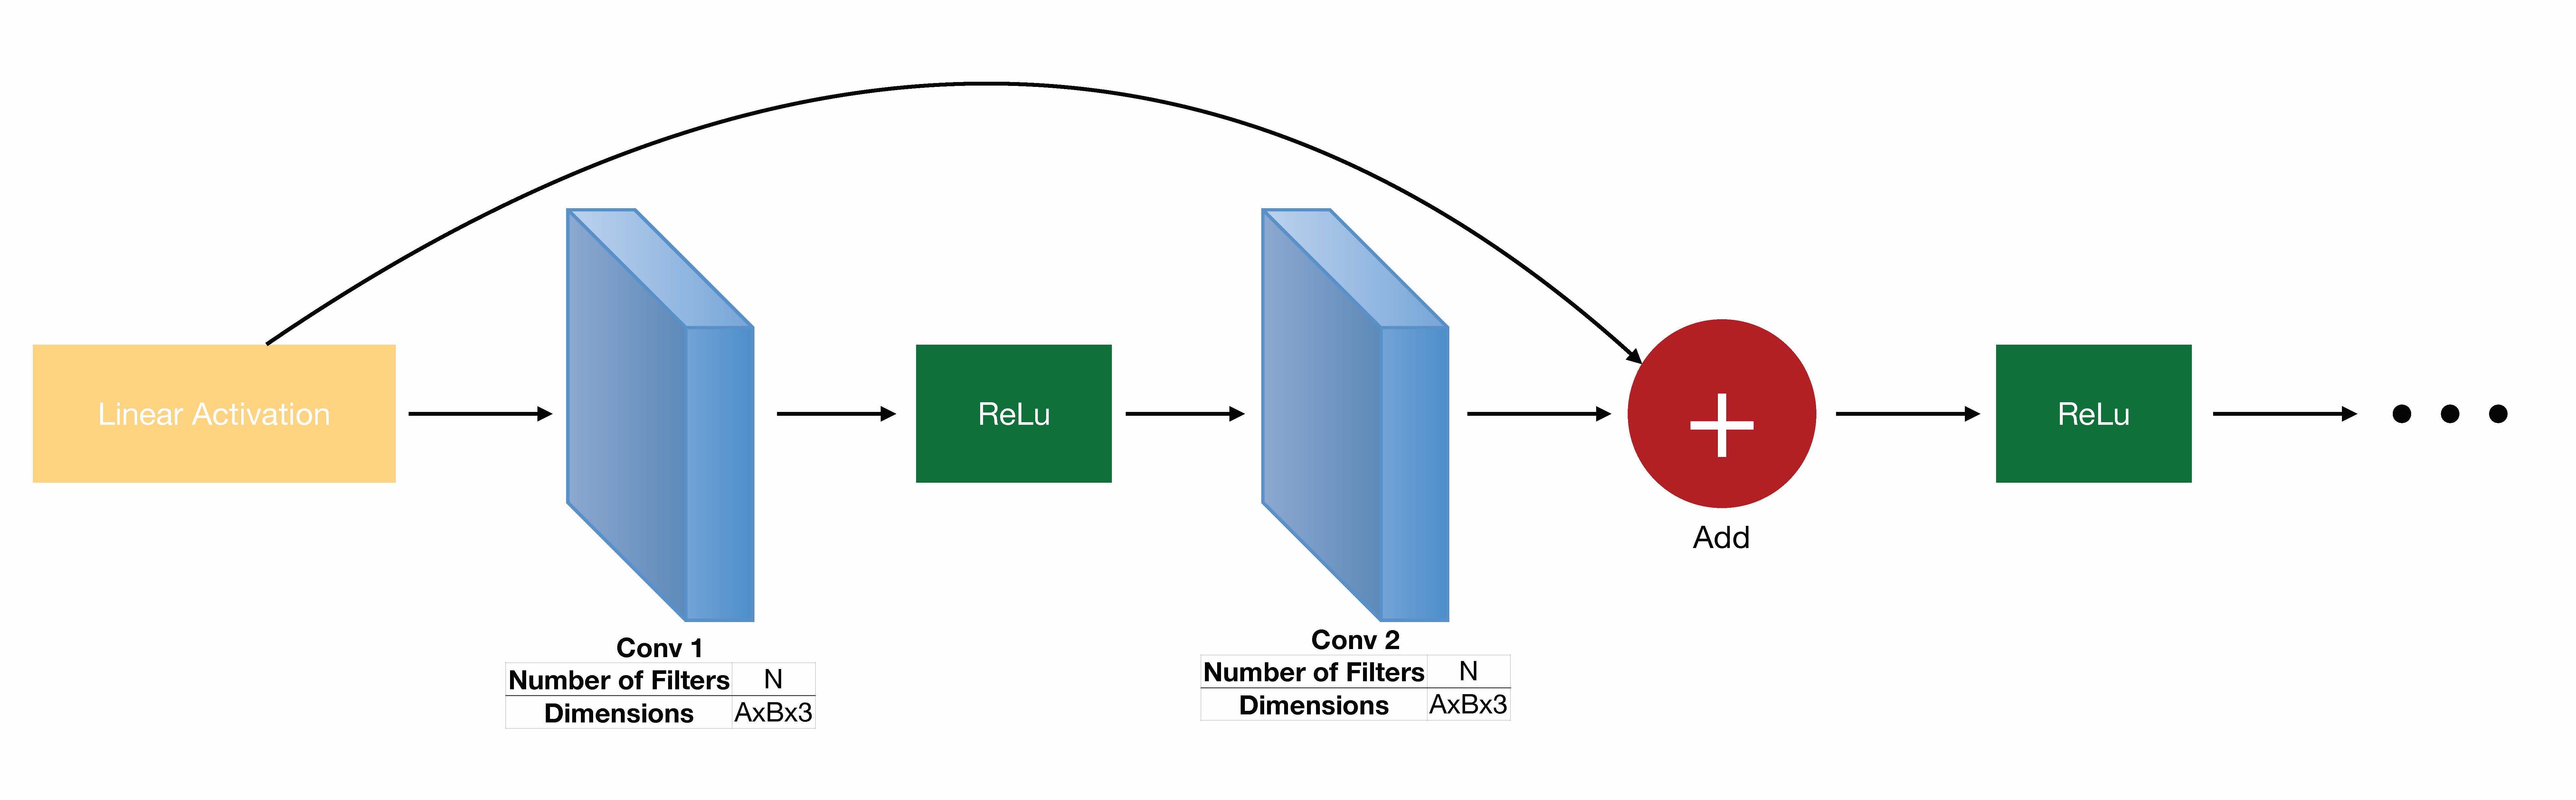 Linear Activation
ReLu
+
Add
ReLu
Conv 1
Number of Filters N
Dimensions AxBx3
Conv 2
Number of Filters N
Dimensions AxBx3